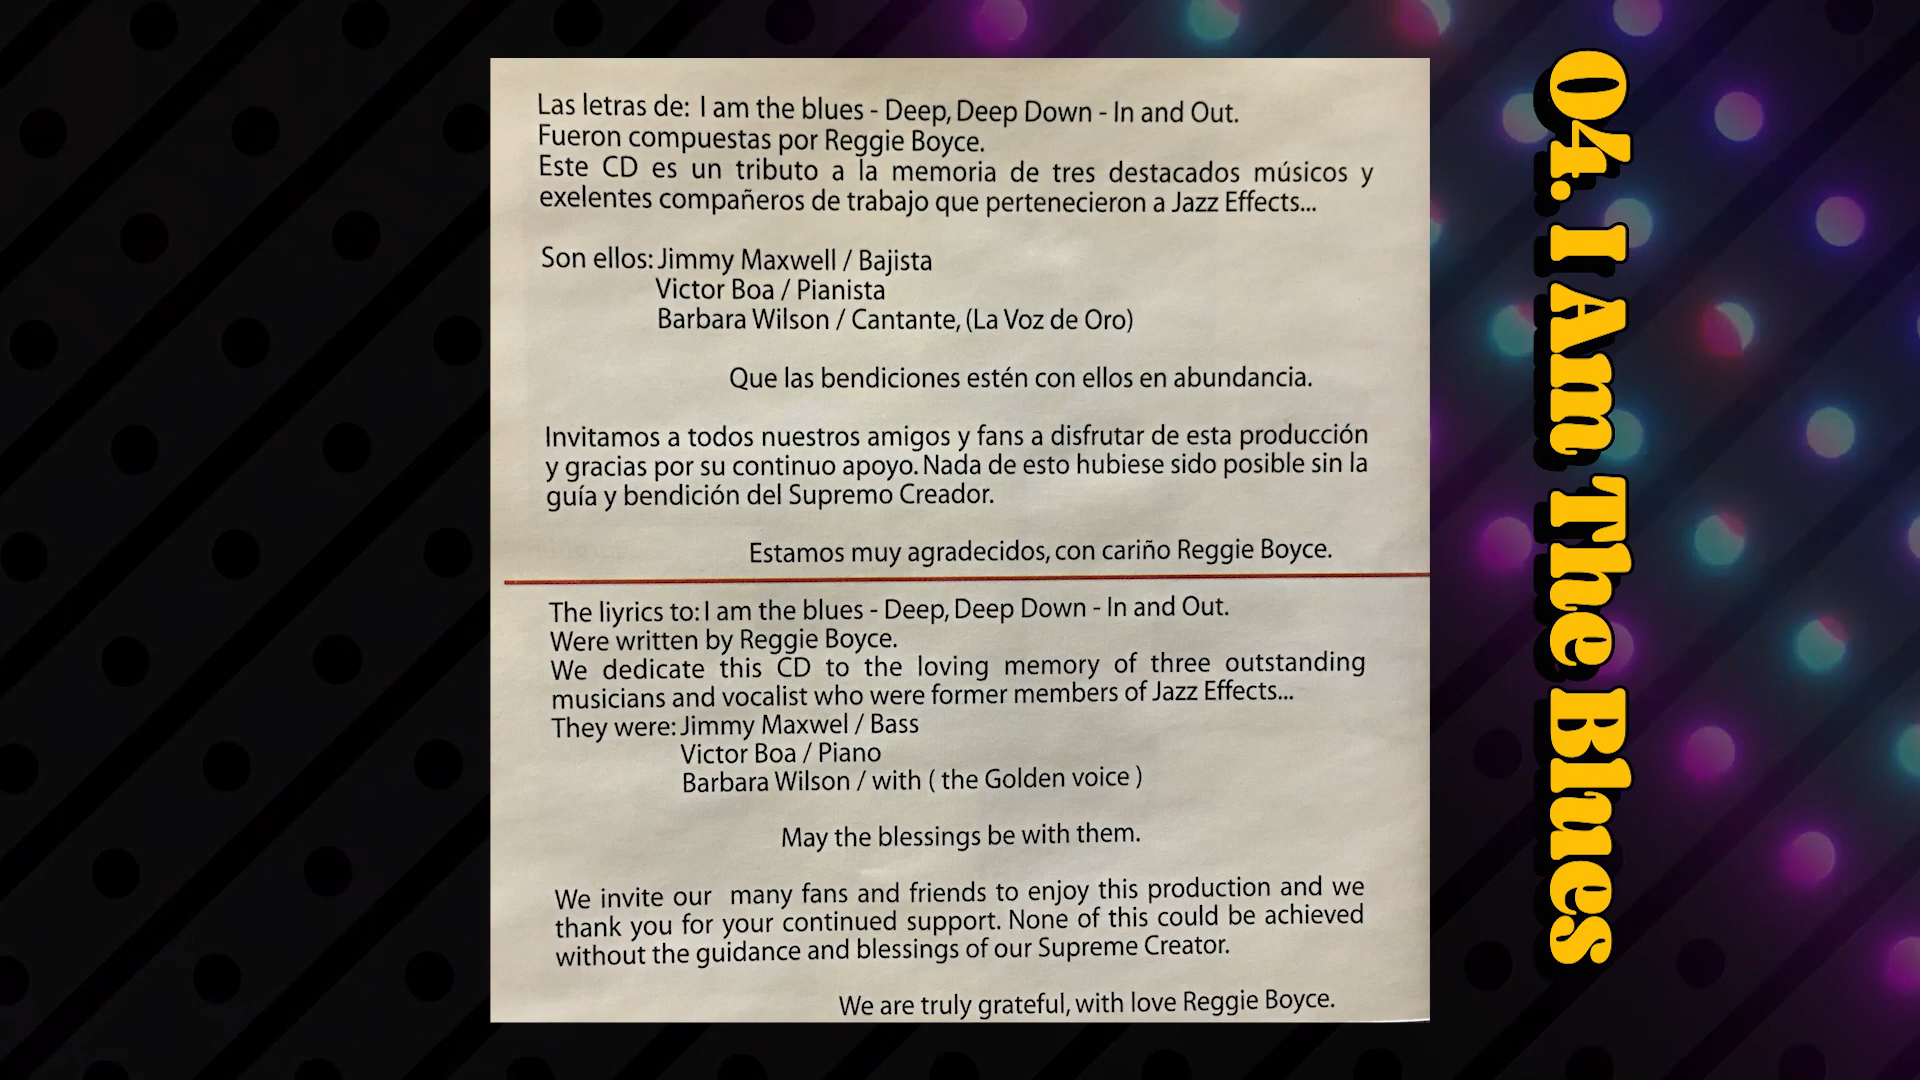 Las letras de: I am the blues - Deep, Deep Down - In and Out.
Fueron compuestas por Reggie Boyce.
Este CD es un tributo a la memoria de tres destacados músicos y
exelentes compañeros de trabajo que pertenecieron a Jazz Effects...
Son ellos: Jimmy Maxwell / Bajista
Victor Boa / Pianista
Barbara Wilson / Cantante, (La Voz de Oro)
Que las bendiciones estén con ellos en abundancia.
Invitamos a todos nuestros amigos y fans a disfrutar de esta producción
y gracias por su continuo apoyo. Nada de esto hubiese sido posible sin la
guía y bendición del Supremo Creador.
Estamos muy agradecidos, con cariño Reggie Boyce.
The liyrics to: I am the blues - Deep, Deep Down - In and Out.
Were written by Reggie Boyce.
We dedicate this CD to the loving memory of three outstanding
musicians and vocalist who were former members of Jazz Effects...
They were: Jimmy Maxwel / Bass
Victor Boa / Piano
Barbara Wilson / with ( the Golden voice )
May the blessings be with them.
We invite our many fans and friends to enjoy this production and we
thank you for your continued support. None of this could be achieved
without the guidance and blessings of our Supreme Creator.
We are truly grateful, with love Reggie Boyce.
04. I Am The Blues